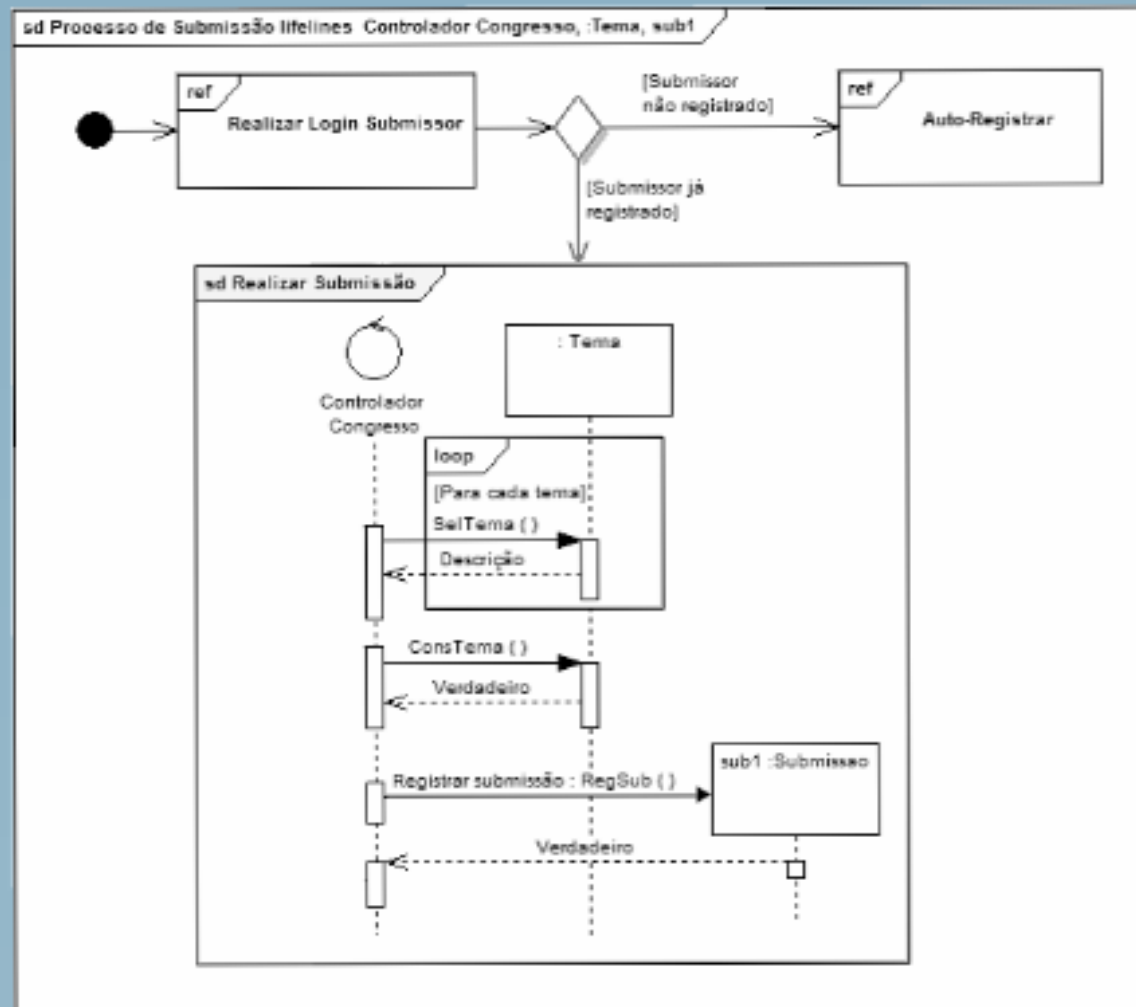 sd Processo de Submissão lifelines Controlador Congresso, :Tema, sub1
ref
Realizar Login Submissor
[Submissor
não registrado]
ref
Auto-Registrar
[Submissor já
registrado]
sd Realizar Submissão
Controlador
Congresso
: Tema
loop
[Para cada tema]
SelTema ( )
Descrição
ConsTema ( )
Verdadeiro
Registrar submissão : RegSub ( )
sub1 :Submissao
Verdadeiro